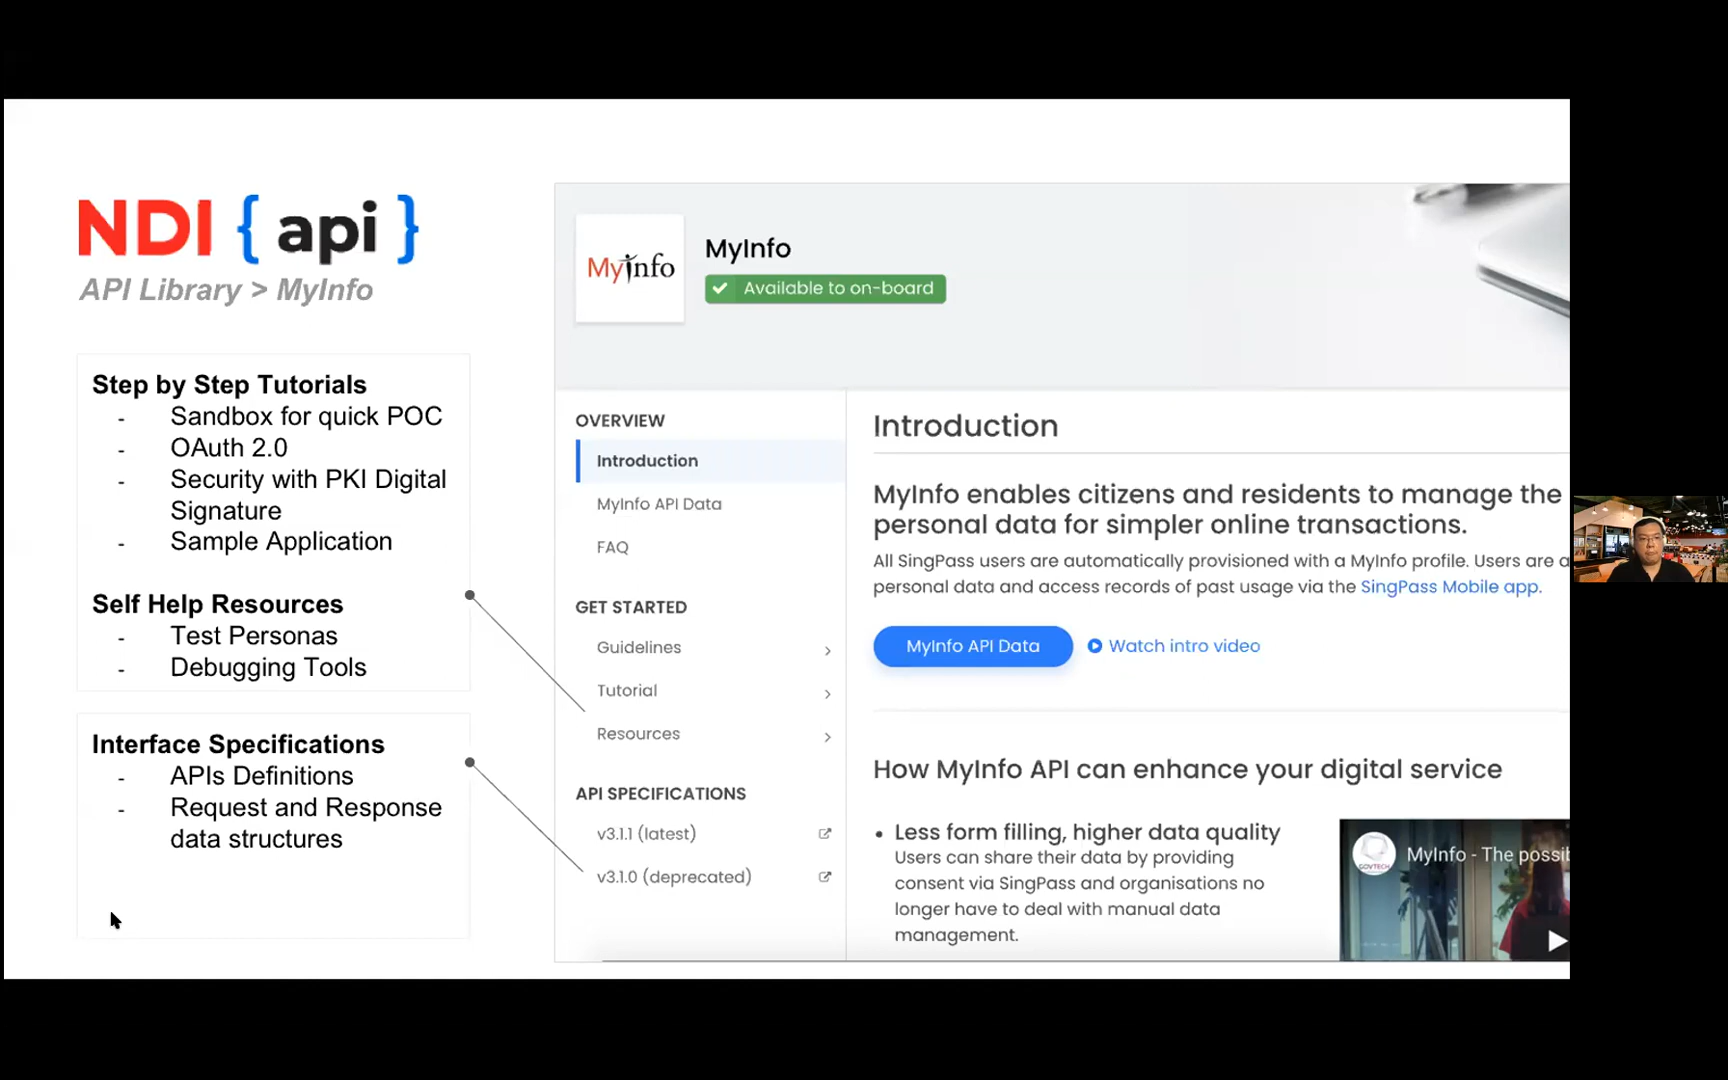 NDI { api }
API Library > MyInfo
Step by Step Tutorials
- Sandbox for quick POC
- OAuth 2.0
- Security with PKI Digital
Signature
- Sample Application
Self Help Resources
- Test Personas
- Debugging Tools
Interface Specifications
- APIs Definitions
- Request and Response
data structures
Myinfo
MyInfo
Available to on-board
OVERVIEW
Introduction
MyInfo API Data
FAQ
GET STARTED
Guidelines
Tutorial
Resources
API SPECIFICATIONS
v3.1.1 (latest)
v3.1.0 (deprecated)
Introduction
MyInfo enables citizens and residents to manage the
personal data for simpler online transactions.
All SingPass users are automatically provisioned with a MyInfo profile. Users are a
personal data and access records of past usage via the SingPass Mobile app.
MyInfo API Data
Watch intro video
How MyInfo API can enhance your digital service
• Less form filling, higher data quality
Users can share their data by providing
consent via SingPass and organisations no
longer have to deal with manual data
management.
GOVTECH
MyInfo - The possib